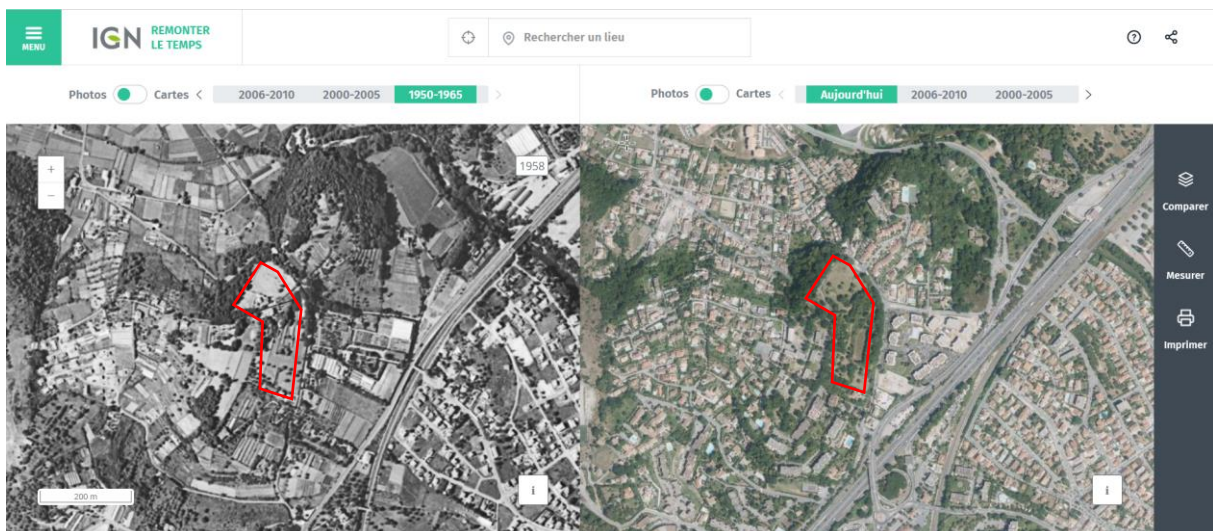 MENU
IGN REMONTER
LE TEMPS
Rechercher un lieu
?
Photos Cartes < 2006-2010 2000-2005 1950-1965 >
Photos Cartes < Aujourd'hui 2006-2010 2000-2005 >
+
−
1958
Comparer
Mesurer
Imprimer
200 m
i
i